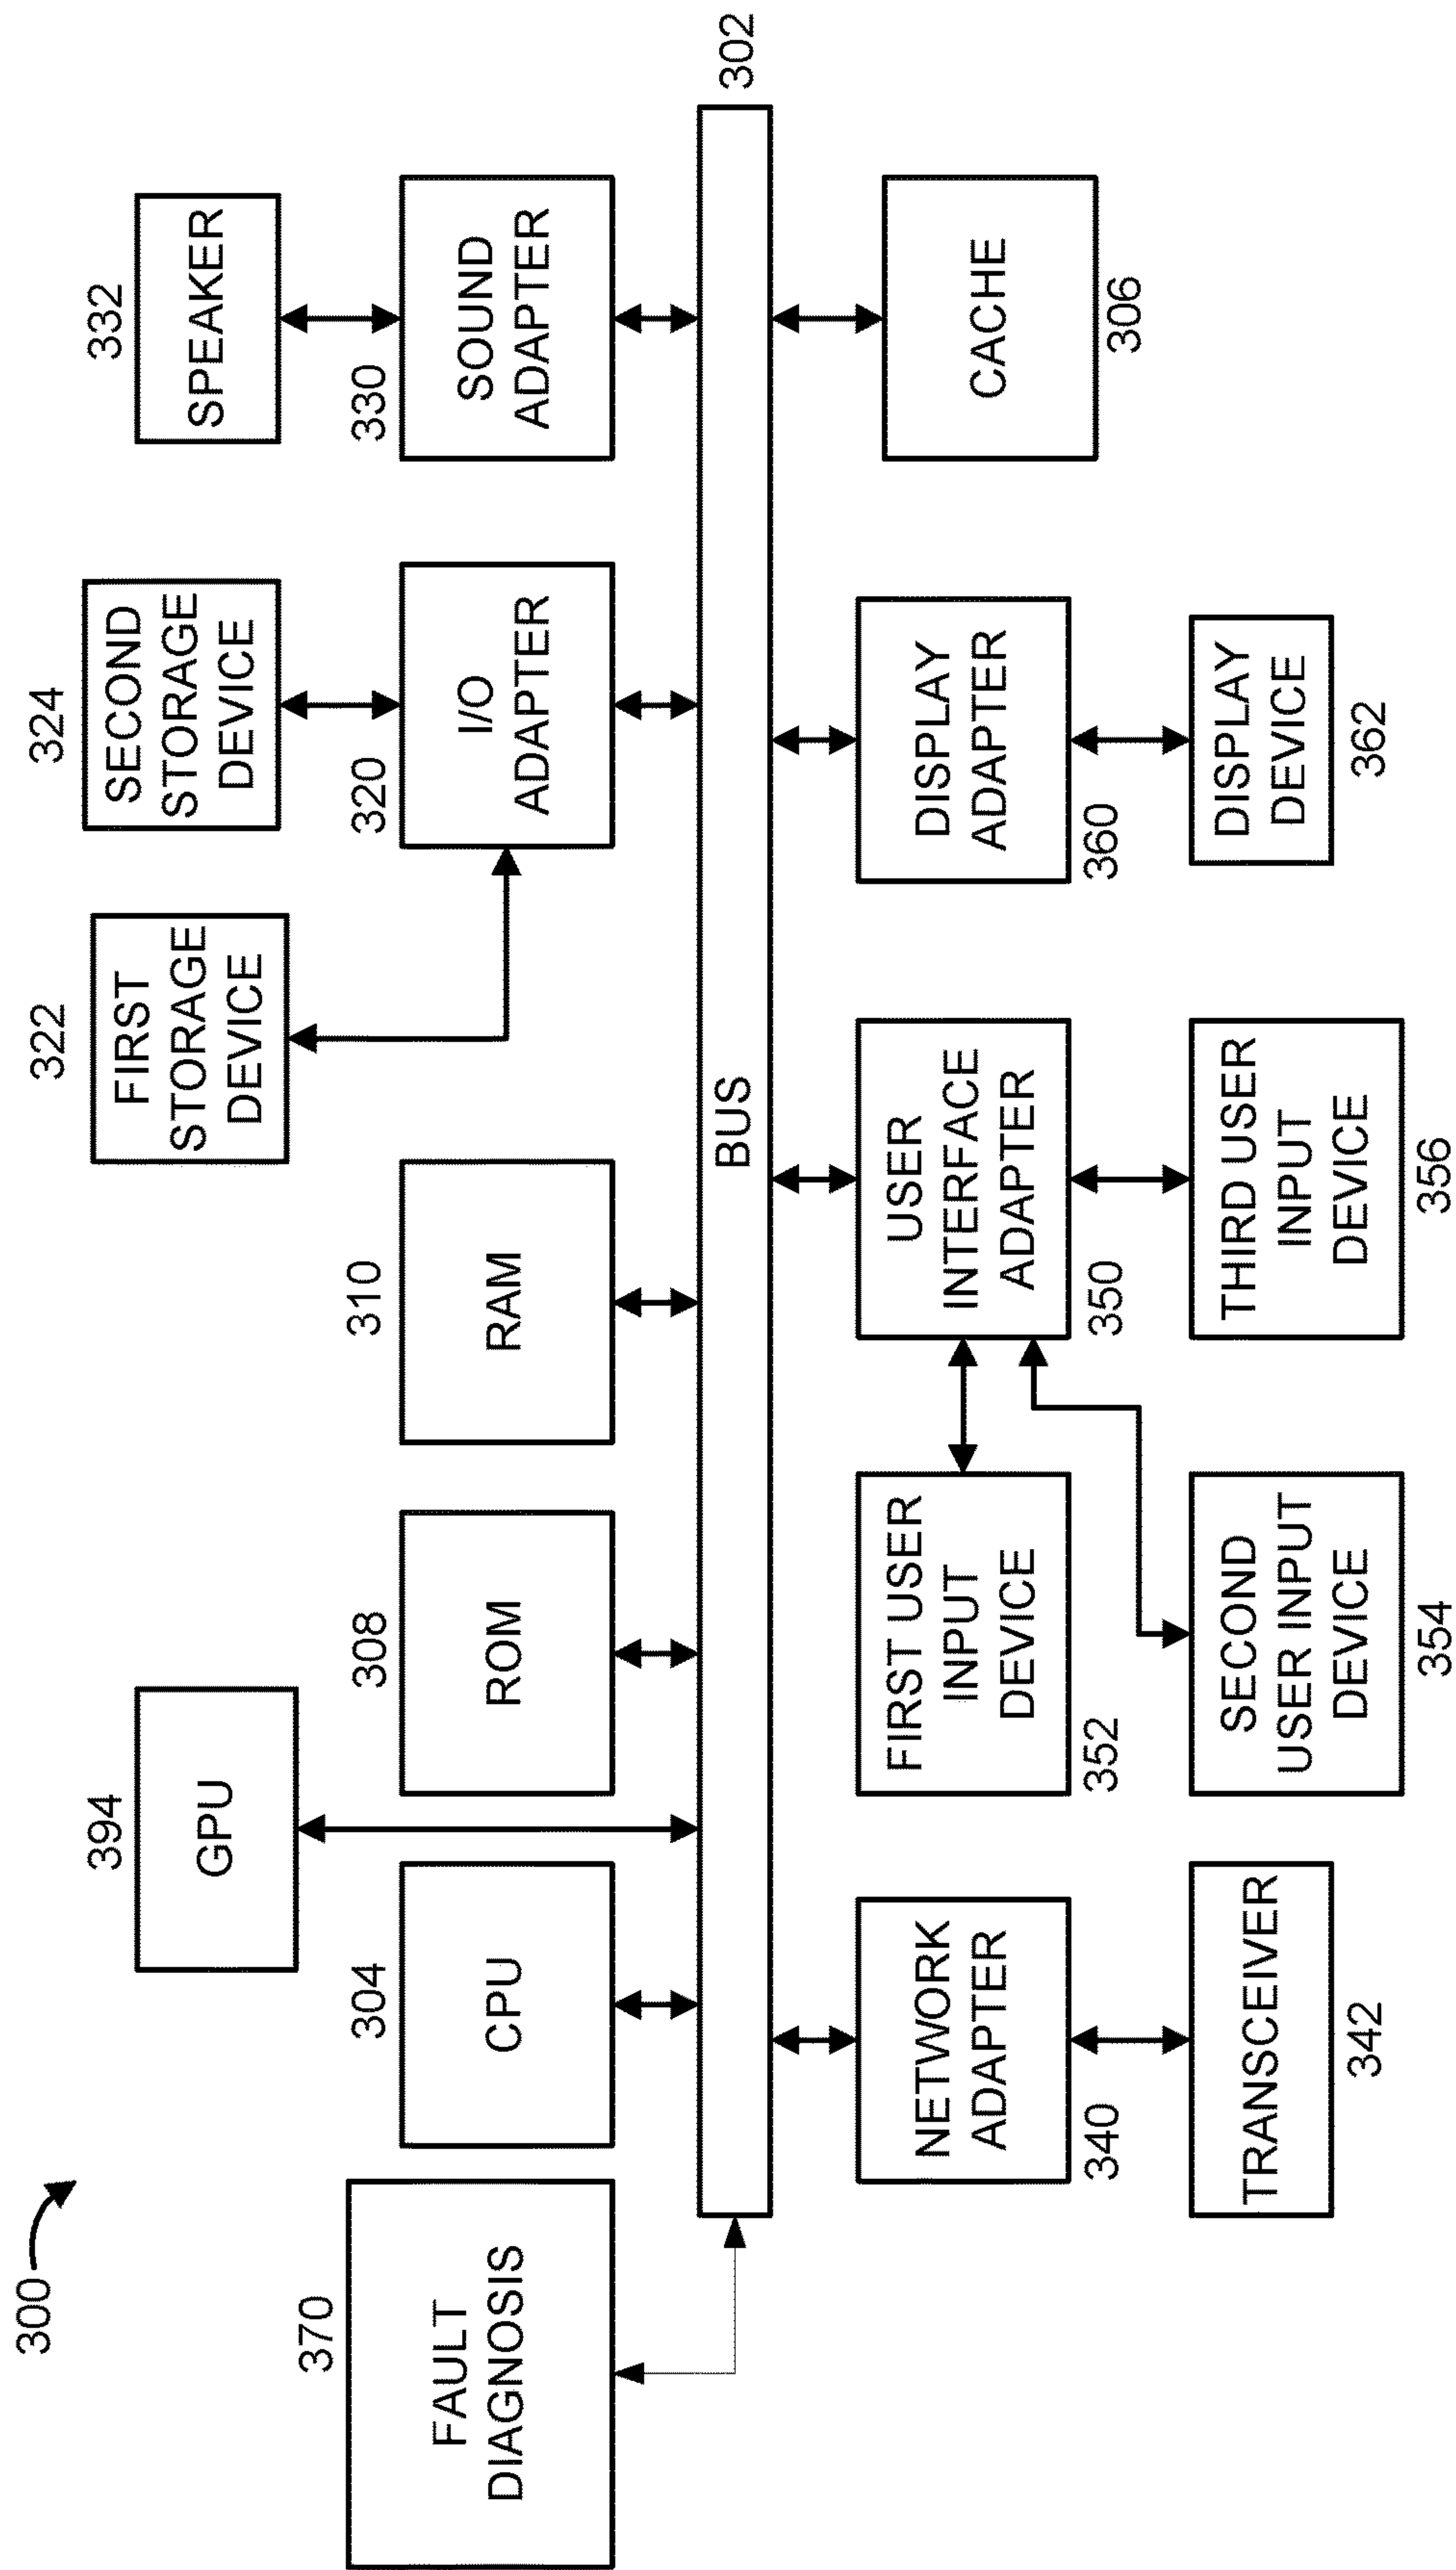 300
370
FAULT
DIAGNOSIS
304
CPU
394
GPU
308
ROM
310
RAM
322
FIRST
STORAGE
DEVICE
324
SECOND
STORAGE
DEVICE
320
I/O
ADAPTER
332
SPEAKER
330
SOUND
ADAPTER
BUS
302
NETWORK
ADAPTER
340
TRANSCEIVER
342
FIRST USER
INPUT
DEVICE
352
SECOND
USER INPUT
DEVICE
354
USER
INTERFACE
ADAPTER
350
THIRD USER
INPUT
DEVICE
356
DISPLAY
ADAPTER
360
DISPLAY
DEVICE
362
CACHE
306